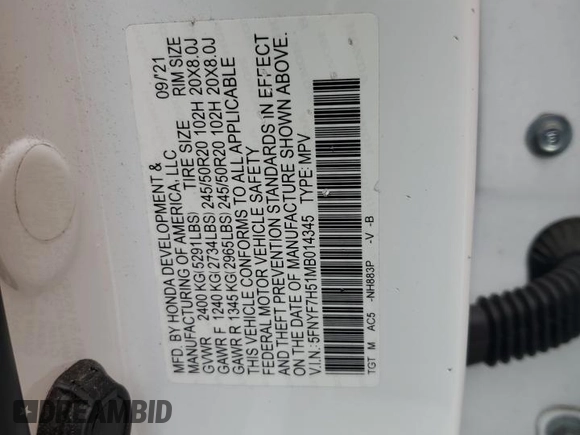 MFD. BY HONDA DEVELOPMENT &
MANUFACTURING OF AMERICA, LLC 09/'21
TIRE SIZE RIM SIZE
GVWR 2400 KG(5291LBS)
GAWR F 1240 KG(2734LBS) 245/50R20 102H 20X8.0J
GAWR R 1345 KG(2965LBS) 245/50R20 102H 20X8.0J
THIS VEHICLE CONFORMS TO ALL APPLICABLE
FEDERAL MOTOR VEHICLE SAFETY
AND THEFT PREVENTION STANDARDS IN EFFECT
ON THE DATE OF MANUFACTURE SHOWN ABOVE.
V.I.N.: 5FNYF7H51MB014345 TYPE: MPV
TGT M AC5 -NH883P -V -B
DREAMBID